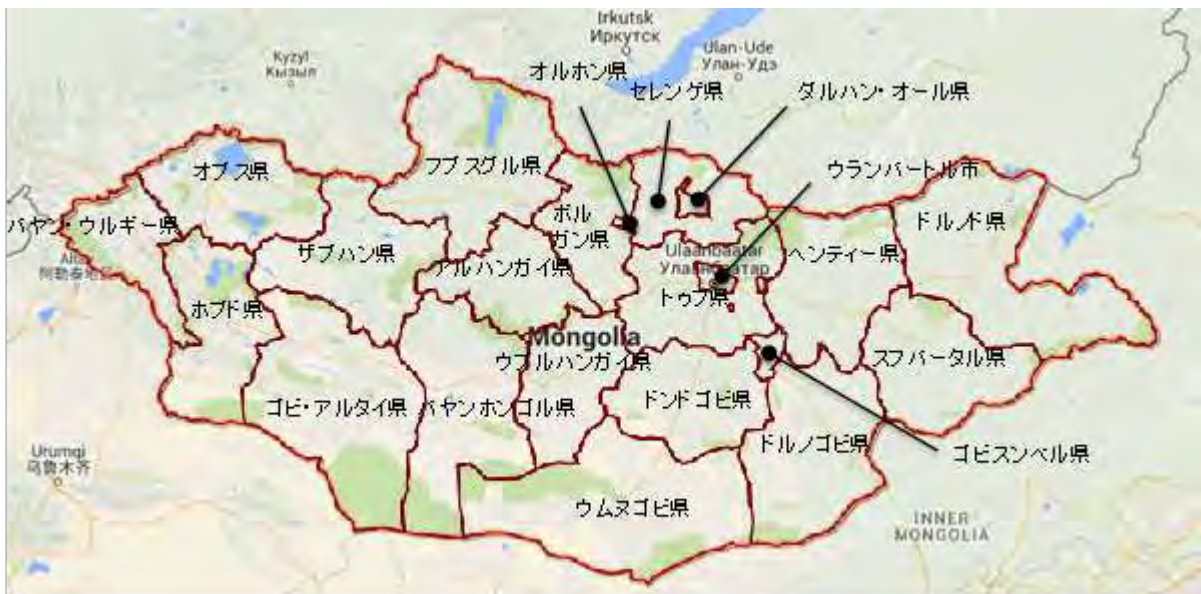 Irkutsk
Иркутск
Kyzyl
Кызыл
Ulan-Ude
Улан-Удэ
オルホン県
セレンゲ県
ダルハン・オール県
オブス県
フブスグル県
ウランバートル市
バヤン・ウルギー県
ボル
ガン県
ドルノド県
ザブハン県
アルハンガイ県
Ulaanbaatar
ヘンティー県
阿勒泰地区
ホブド県
トゥブ県
Mongolia
ウブルハンガイ県
スフバータル県
ゴビ・アルタイ県
バヤンホンゴル県
ドンドゴビ県
ドルノゴビ県
ゴビスンベル県
Urumqi
乌鲁木齐
ウムヌゴビ県
INNER
MONGOLIA